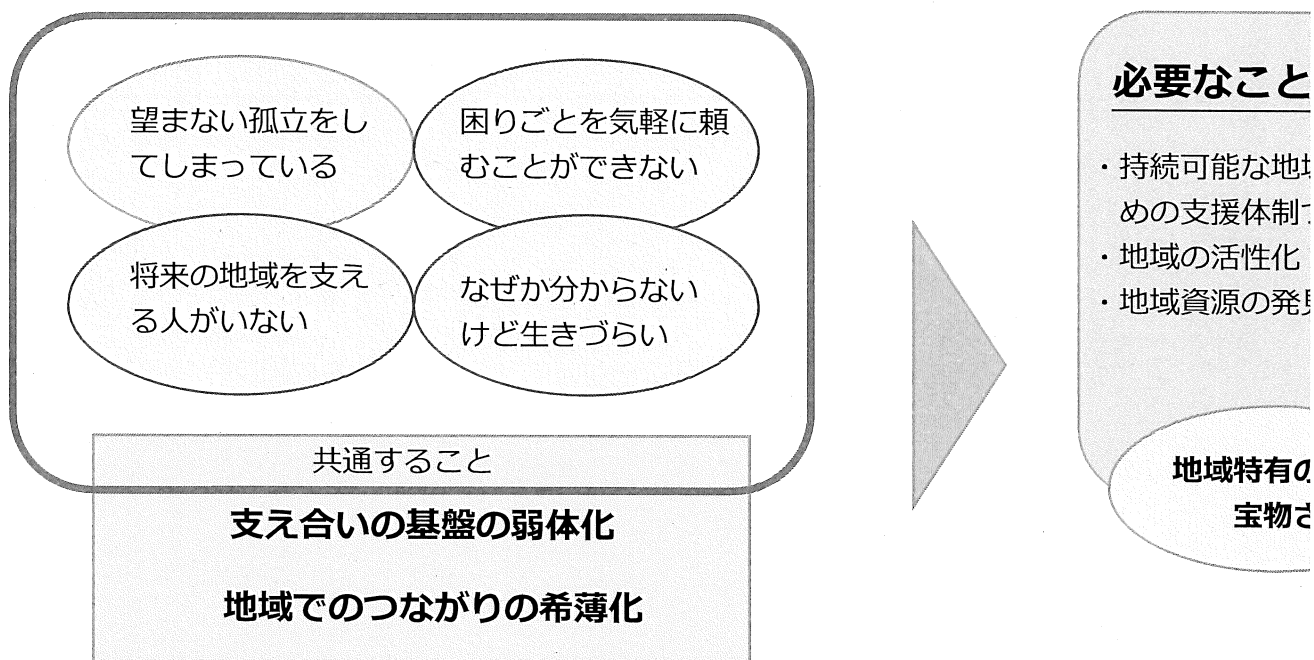 望まない孤立をし
てしまっている
困りごとを気軽に頼
むことができない
将来の地域を支え
る人がいない
なぜか分からない
けど生きづらい
共通すること
支え合いの基盤の弱体化
地域でのつながりの希薄化
必要なこと
・持続可能な地
めの支援体制
・地域の活性化
・地域資源の発
地域特有の
宝物